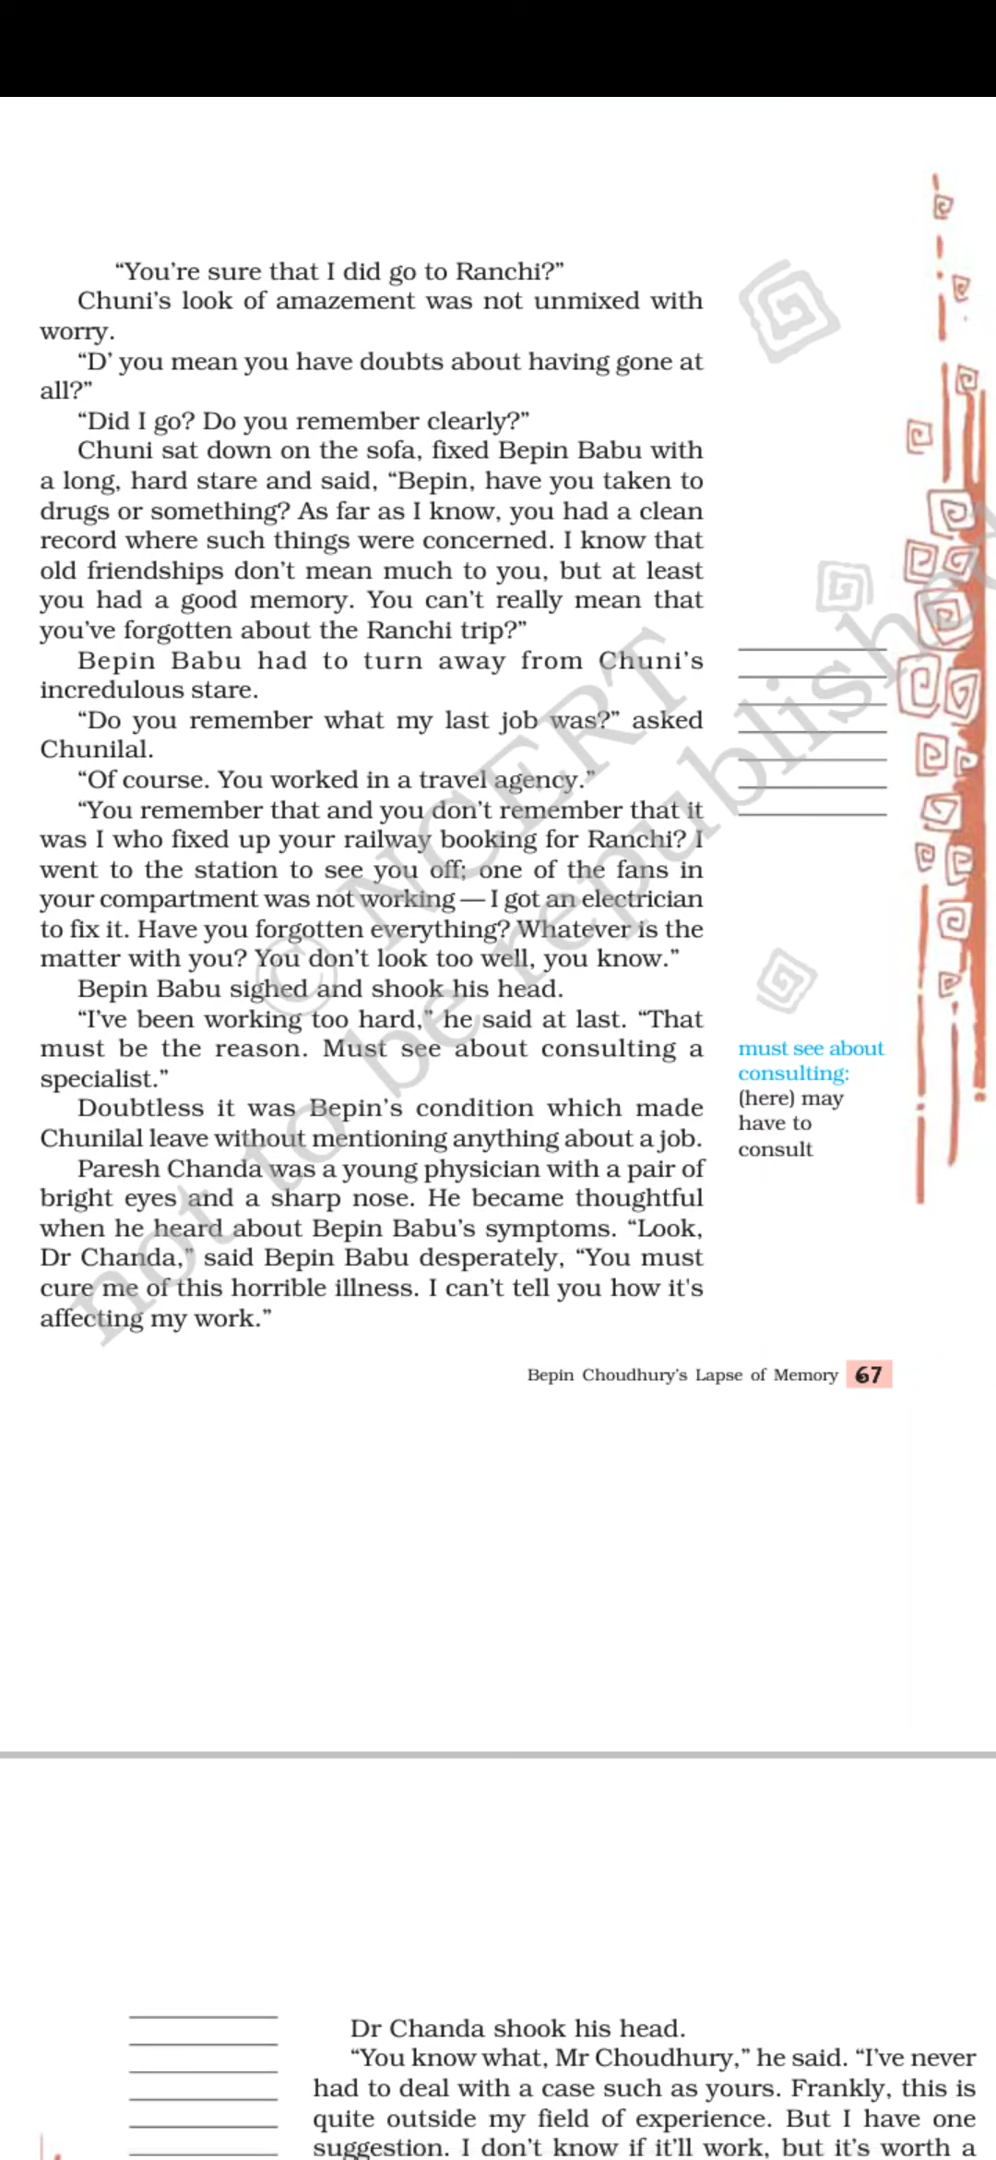 “You’re sure that I did go to Ranchi?”
Chuni’s look of amazement was not unmixed with
worry.
“D’ you mean you have doubts about having gone at
all?”
“Did I go? Do you remember clearly?”
Chuni sat down on the sofa, fixed Bepin Babu with
a long, hard stare and said, “Bepin, have you taken to
drugs or something? As far as I know, you had a clean
record where such things were concerned. I know that
old friendships don’t mean much to you, but at least
you had a good memory. You can’t really mean that
you’ve forgotten about the Ranchi trip?”
Bepin Babu had to turn away from Chuni’s
incredulous stare.
“Do you remember what my last job was?” asked
Chunilal.
“Of course. You worked in a travel agency.”
“You remember that and you don’t remember that it
was I who fixed up your railway booking for Ranchi? I
went to the station to see you off; one of the fans in
your compartment was not working — I got an electrician
to fix it. Have you forgotten everything? Whatever is the
matter with you? You don’t look too well, you know.”
Bepin Babu sighed and shook his head.
“I’ve been working too hard,” he said at last. “That
must be the reason. Must see about consulting a
specialist.”
Doubtless it was Bepin’s condition which made
Chunilal leave without mentioning anything about a job.
Paresh Chanda was a young physician with a pair of
bright eyes and a sharp nose. He became thoughtful
when he heard about Bepin Babu’s symptoms. “Look,
Dr Chanda,” said Bepin Babu desperately, “You must
cure me of this horrible illness. I can’t tell you how it's
affecting my work.”
must see about
consulting:
(here) may
have to
consult
© NCERT
not to be republished
Bepin Choudhury’s Lapse of Memory 67
Dr Chanda shook his head.
“You know what, Mr Choudhury,” he said. “I’ve never
had to deal with a case such as yours. Frankly, this is
quite outside my field of experience. But I have one
suggestion. I don’t know if it’ll work, but it’s worth a